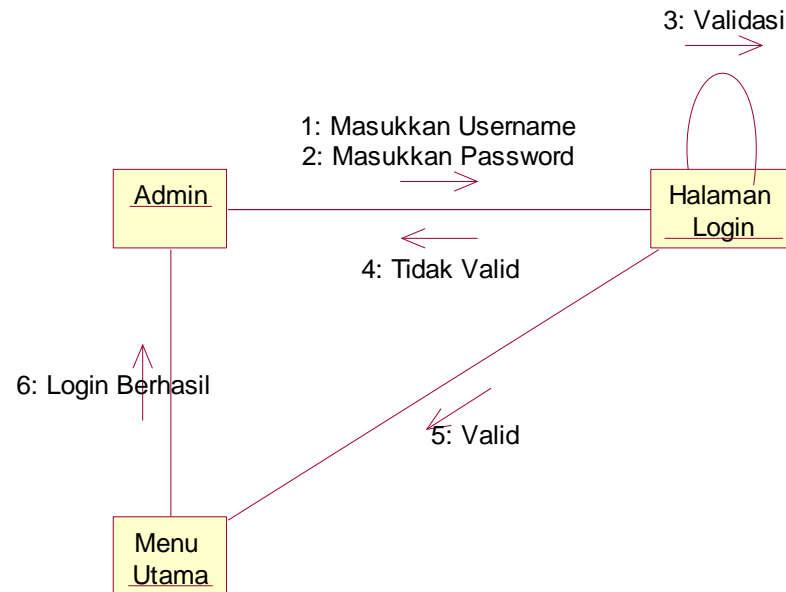 3: Validasi
1: Masukkan Username
2: Masukkan Password
Admin
Halaman
Login
4: Tidak Valid
6: Login Berhasil
5: Valid
Menu
Utama